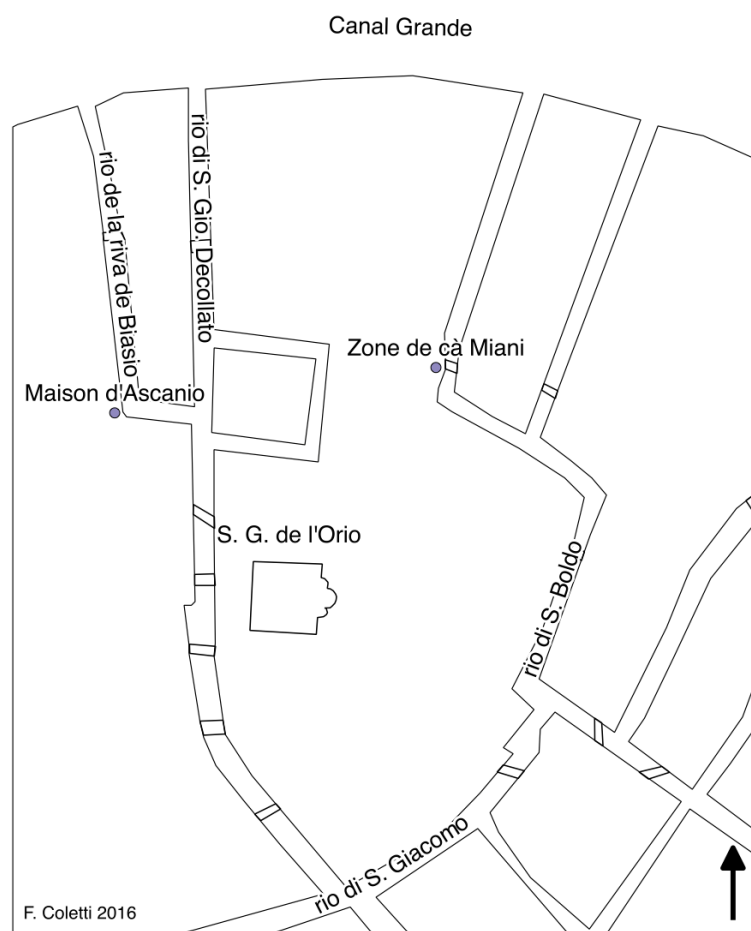 Canal Grande
rio de la riva de Biasio
rio di S. Gio. Decollato
Zone de cà Miani
Maison d'Ascanio
S. G. de l'Orio
rio di S. Boldo
rio di S. Giacomo
F. Coletti 2016